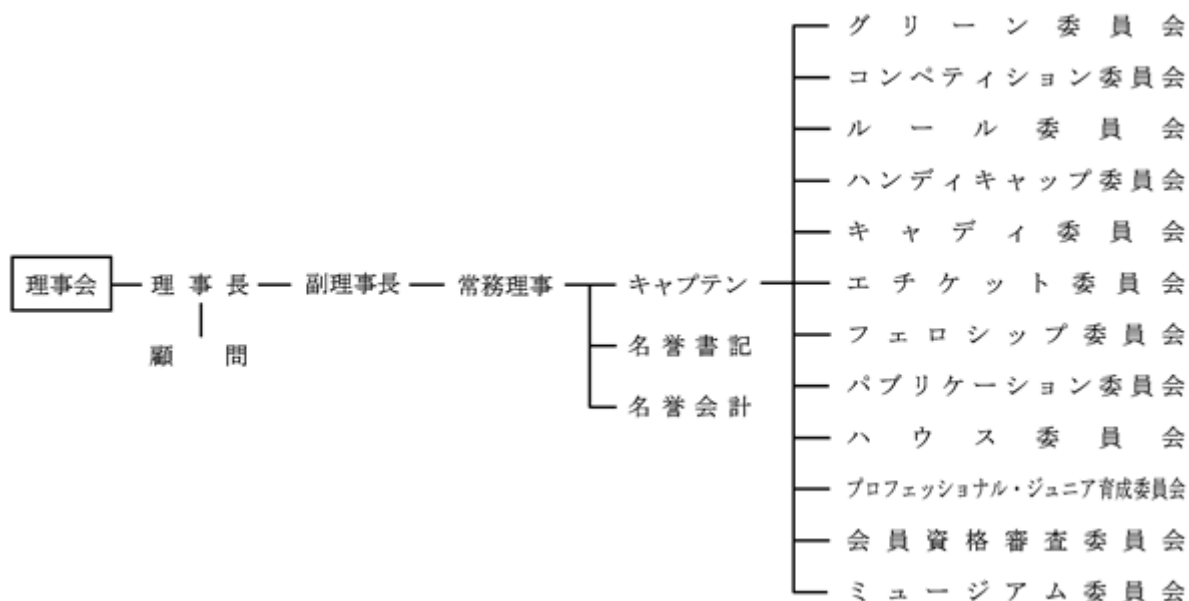 理事会
理事長
顧問
副理事長
常務理事
キャプテン
名誉書記
名誉会計
グリーン委員会
コンペティション委員会
ルール委員会
ハンディキャップ委員会
キャディ委員会
エチケット委員会
フェロシップ委員会
パブリケーション委員会
ハウス委員会
プロフェッショナル・ジュニア育成委員会
会員資格審査委員会
ミュージアム委員会